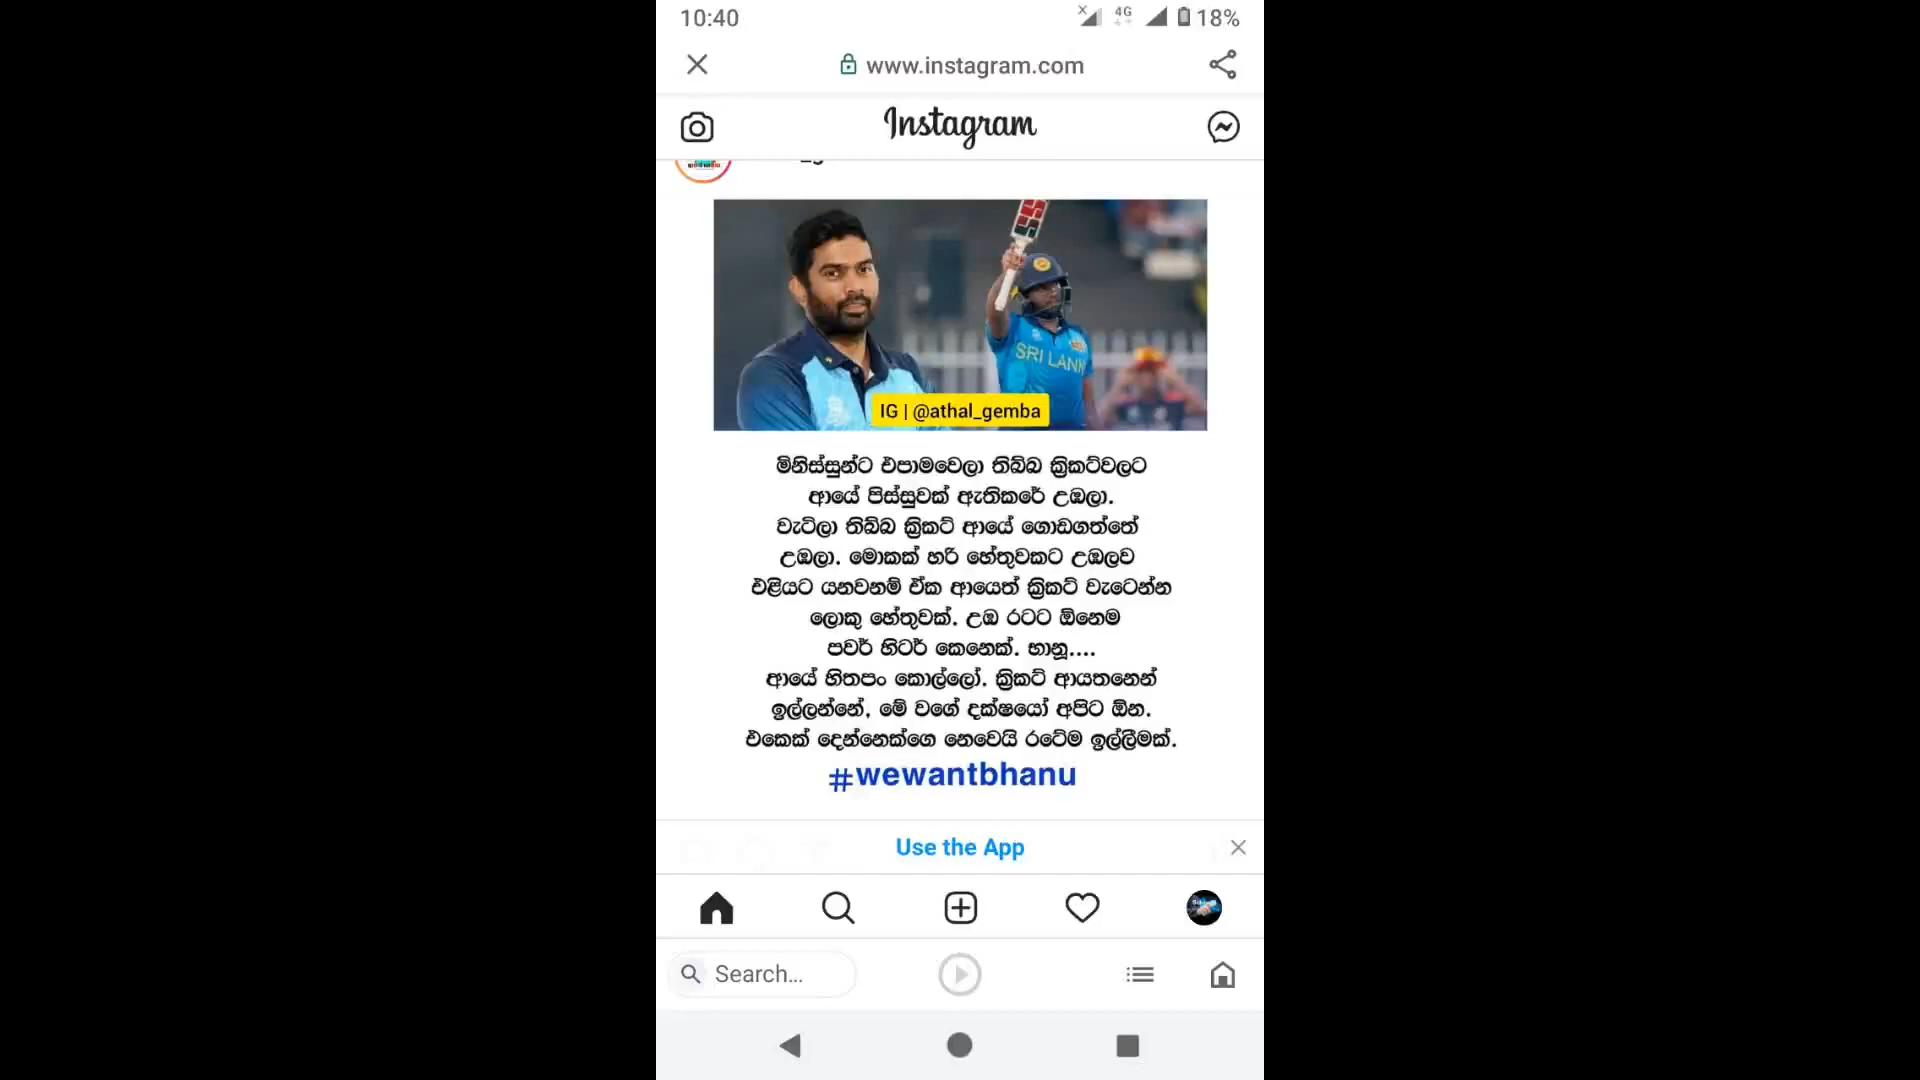 10:40
4G
18%
www.instagram.com
Instagram
SRI LANK
IG | @athal_gemba
මිනිස්සුන්ට එපාමවෙලා තිබ්බ ක්‍රිකට්වලට
ආයේ පිස්සුවක් ඇතිකරේ උඹලා.
වැටිලා තිබ්බ ක්‍රිකට් ආයේ ගොඩගත්තේ
උඹලා. මොකක් හරි හේතුවකට උඹලව
එළියට යනවනම් ඒක ආයෙත් ක්‍රිකට් වැටෙන්න
ලොකු හේතුවක්. උඹ රටට ඕනෙම
පවර් හිටර් කෙනෙක්. භානූ....
ආයේ හිතපං කොල්ලෝ. ක්‍රිකට් ආයතනෙන්
ඉල්ලන්නේ, මේ වගේ දක්ෂයෝ අපිට ඕන.
එකෙක් දෙන්නෙක්ගෙ නෙවෙයි රටේම ඉල්ලීමක්.
#wewantbhanu
Use the App
Search...